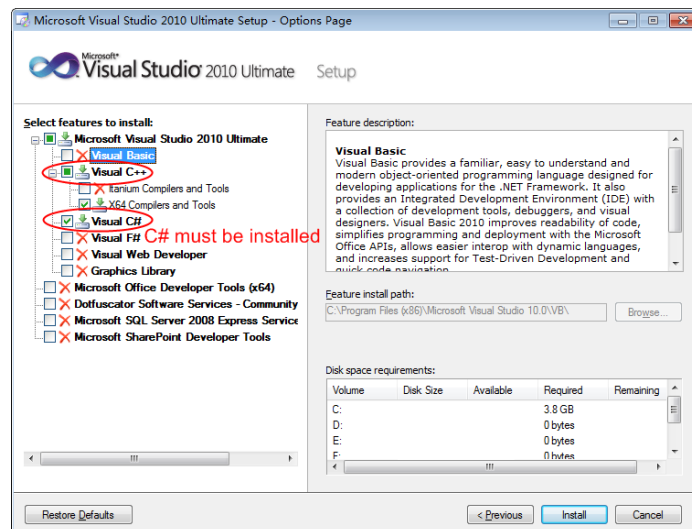 Microsoft Visual Studio 2010 Ultimate Setup - Options Page
Microsoft®
Visual Studio 2010 Ultimate Setup
Select features to install:
Microsoft Visual Studio 2010 Ultimate
Visual Basic
Visual C++
Itanium Compilers and Tools
X64 Compilers and Tools
Visual C#
Visual F#
C# must be installed
Visual Web Developer
Graphics Library
Microsoft Office Developer Tools (x64)
Dotfuscator Software Services - Community
Microsoft SQL Server 2008 Express Service
Microsoft SharePoint Developer Tools
Feature description:
Visual Basic
Visual Basic provides a familiar, easy to understand and
modern object-oriented programming language designed for
developing applications for the .NET Framework. It also
provides an Integrated Development Environment (IDE) with
a collection of development tools, debuggers, and visual
designers. Visual Basic 2010 improves readability of code,
simplifies programming and deployment with the Microsoft
Office APIs, allows easier interop with dynamic languages,
and increases support for Test-Driven Development and
quick code navigation.
Feature install path:
C:\Program Files (x86)\Microsoft Visual Studio 10.0\VB\
Browse...
Disk space requirements:
Volume Disk Size Available Required Remaining
C: 3.8 GB
D: 0 bytes
E: 0 bytes
F: 0 bytes
Restore Defaults
< Previous
Install
Cancel